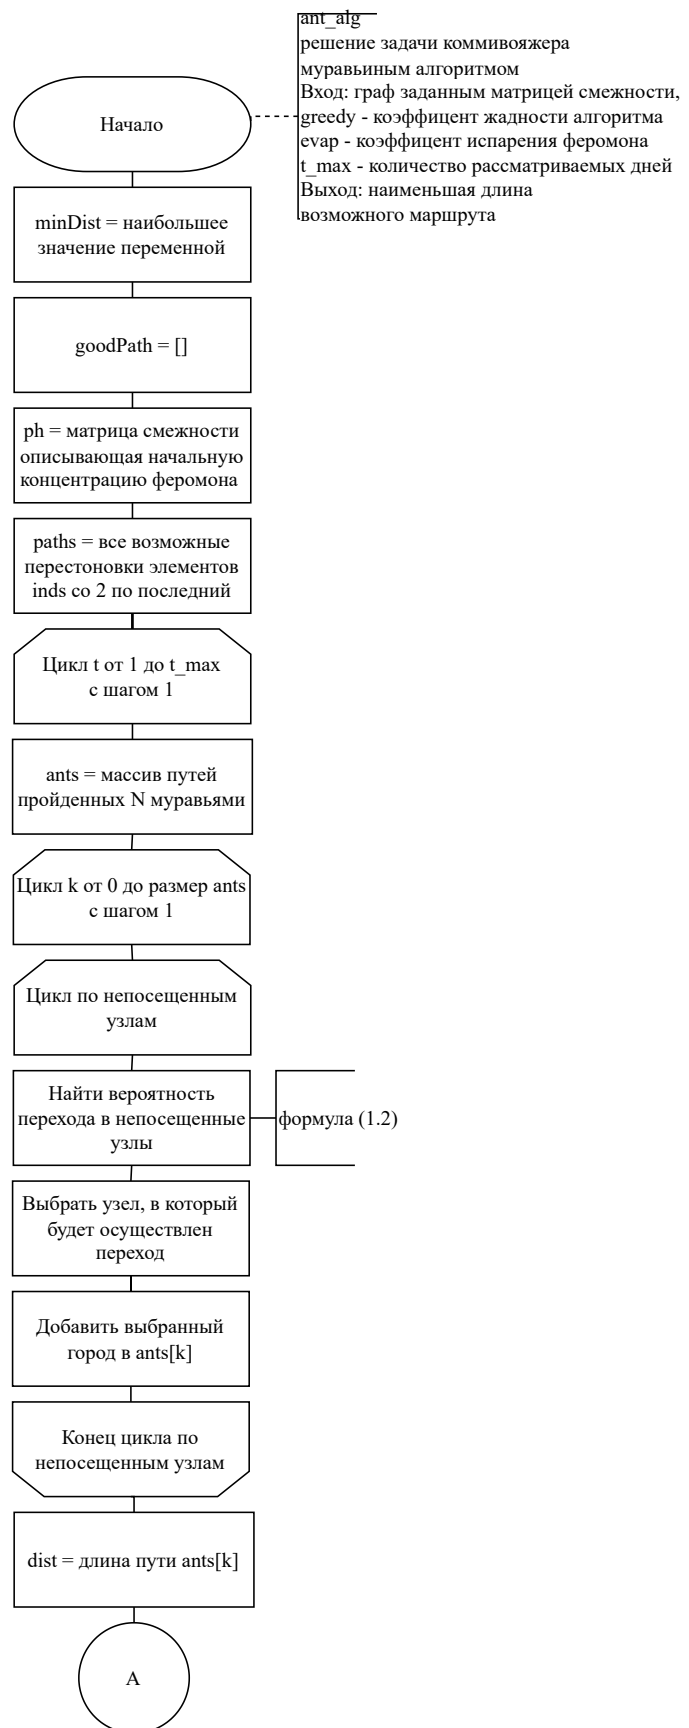 ant_alg
решение задачи коммивояжера
муравьиным алгоритмом
Вход: граф заданным матрицей смежности,
greedy - коэффицент жадности алгоритма
evap - коэффицент испарения феромона
t_max - количество рассматриваемых дней
Выход: наименьшая длина
возможного маршрута
Начало
minDist = наибольшее
значение переменной
goodPath = []
ph = матрица смежности
описывающая начальную
концентрацию феромона
paths = все возможные
перестоновки элементов
inds со 2 по последний
Цикл t от 1 до t_max
с шагом 1
ants = массив путей
пройденных N муравьями
Цикл k от 0 до размер ants
с шагом 1
Цикл по непосещенным
узлам
Найти вероятность
перехода в непосещенные
узлы
формула (1.2)
Выбрать узел, в который
будет осуществлен
переход
Добавить выбранный
город в ants[k]
Конец цикла по
непосещенным узлам
dist = длина пути ants[k]
A